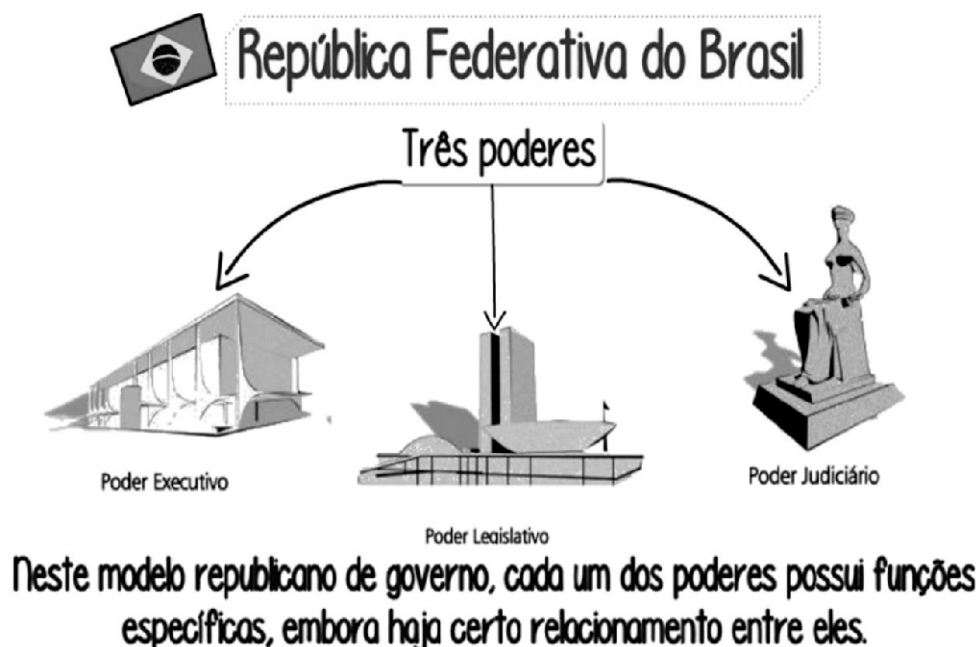 República Federativa do Brasil
Três poderes
Poder Executivo
Poder Legislativo
Poder Judiciário
Neste modelo republicano de governo, cada um dos poderes possui funções
específicas, embora haja certo relacionamento entre eles.